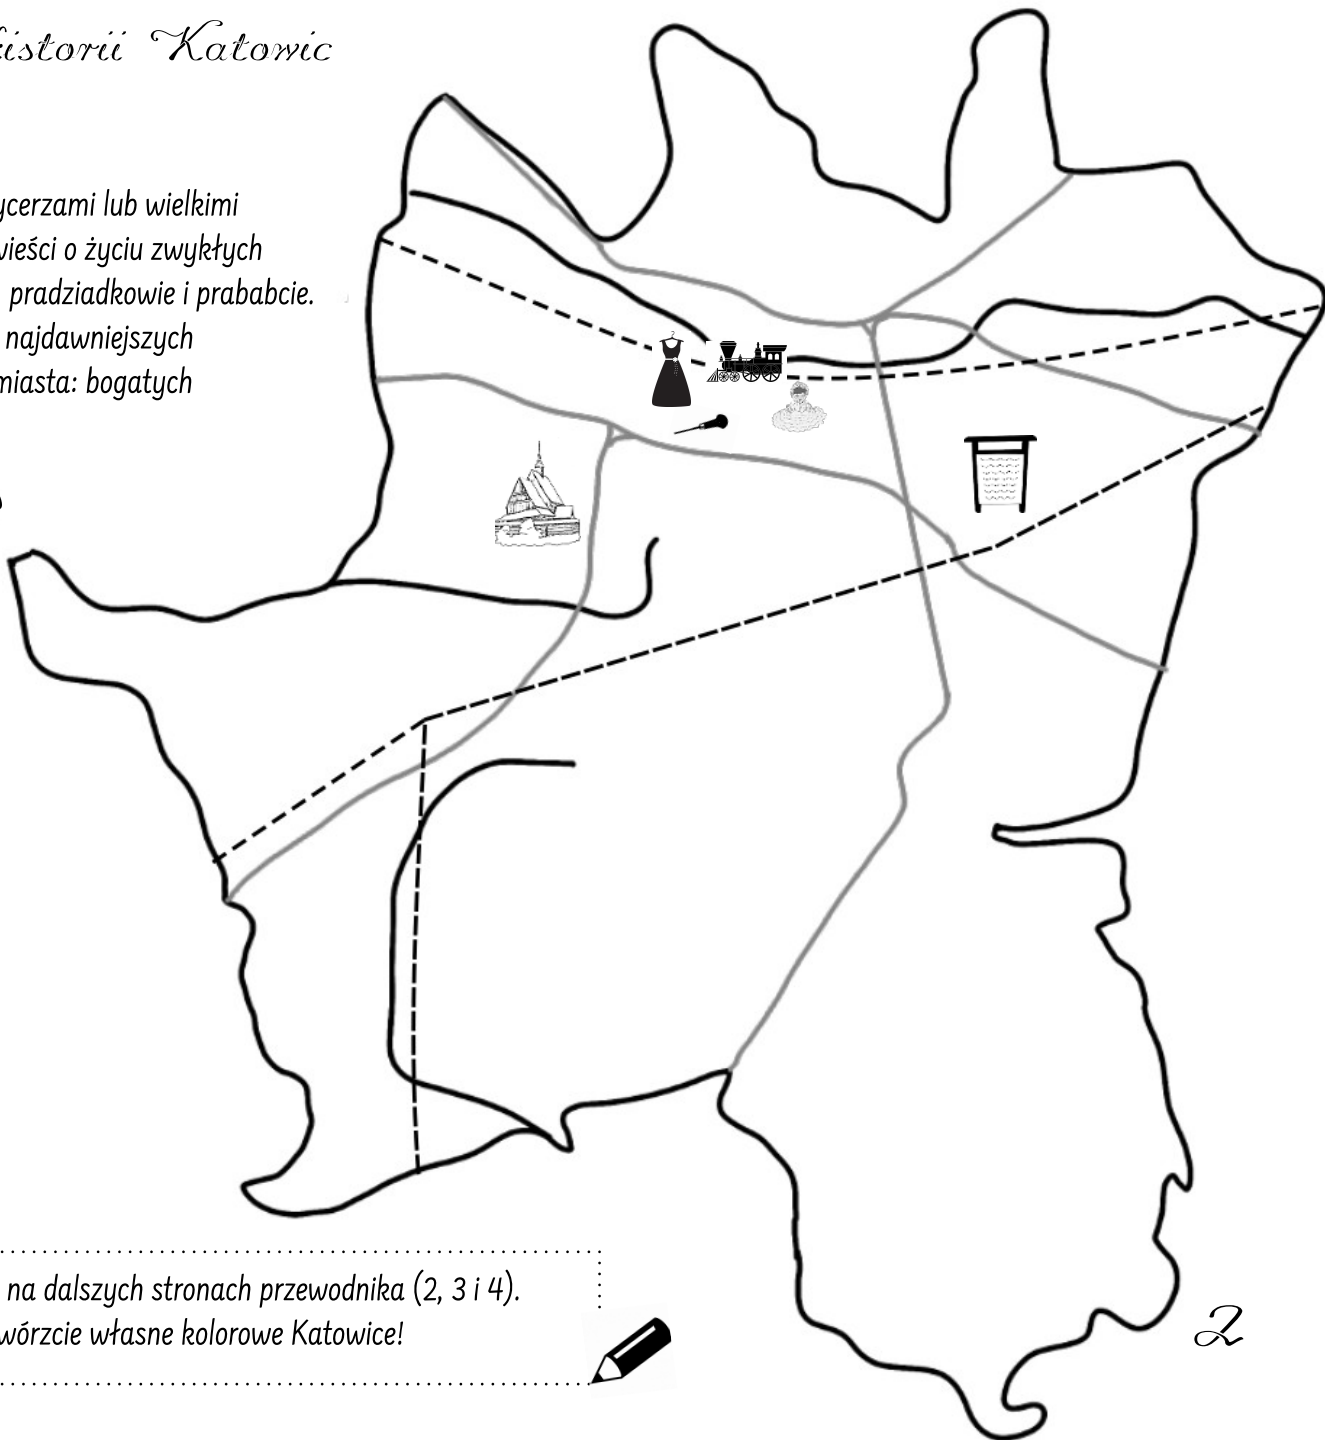 istorii Katowic
ycerzami lub wielkimi
wieści o życiu zwykłych
pradziadkowie i prababcie.
najdawniejszych
miasta: bogatych
na dalszych stronach przewodnika (2, 3 i 4).
wórzcie własne kolorowe Katowice!
2